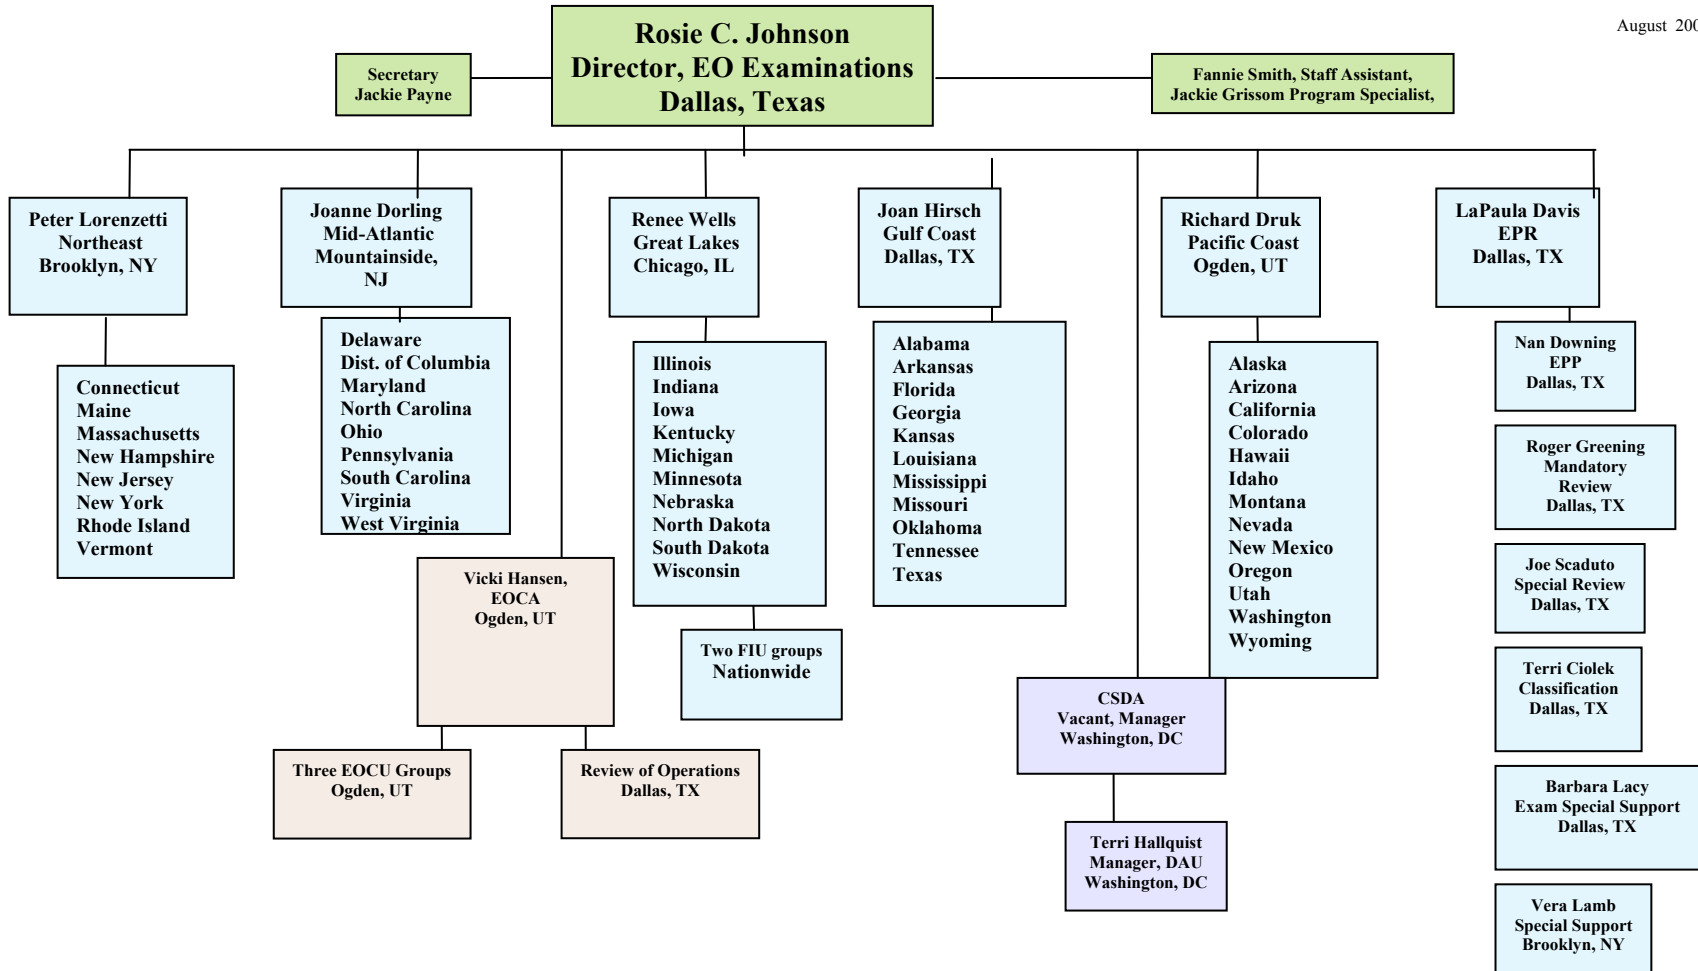 August 200
Rosie C. Johnson
Director, EO Examinations
Dallas, Texas
Secretary
Jackie Payne
Fannie Smith, Staff Assistant,
Jackie Grissom Program Specialist,
Peter Lorenzetti
Northeast
Brooklyn, NY
Connecticut
Maine
Massachusetts
New Hampshire
New Jersey
New York
Rhode Island
Vermont
Joanne Dorling
Mid-Atlantic
Mountainside,
NJ
Delaware
Dist. of Columbia
Maryland
North Carolina
Ohio
Pennsylvania
South Carolina
Virginia
West Virginia
Vicki Hansen,
EOCA
Ogden, UT
Three EOCU Groups
Ogden, UT
Review of Operations
Dallas, TX
Renee Wells
Great Lakes
Chicago, IL
Illinois
Indiana
Iowa
Kentucky
Michigan
Minnesota
Nebraska
North Dakota
South Dakota
Wisconsin
Two FIU groups
Nationwide
Joan Hirsch
Gulf Coast
Dallas, TX
Alabama
Arkansas
Florida
Georgia
Kansas
Louisiana
Mississippi
Missouri
Oklahoma
Tennessee
Texas
CSDA
Vacant, Manager
Washington, DC
Terri Hallquist
Manager, DAU
Washington, DC
Richard Druk
Pacific Coast
Ogden, UT
Alaska
Arizona
California
Colorado
Hawaii
Idaho
Montana
Nevada
New Mexico
Oregon
Utah
Washington
Wyoming
LaPaula Davis
EPR
Dallas, TX
Nan Downing
EPP
Dallas, TX
Roger Greening
Mandatory
Review
Dallas, TX
Joe Scaduto
Special Review
Dallas, TX
Terri Ciolek
Classification
Dallas, TX
Barbara Lacy
Exam Special Support
Dallas, TX
Vera Lamb
Special Support
Brooklyn, NY